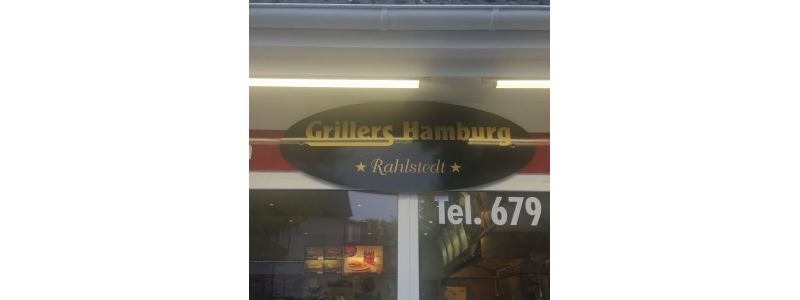 Grillers Hamburg
★ Rahlstedt ★
Tel. 679